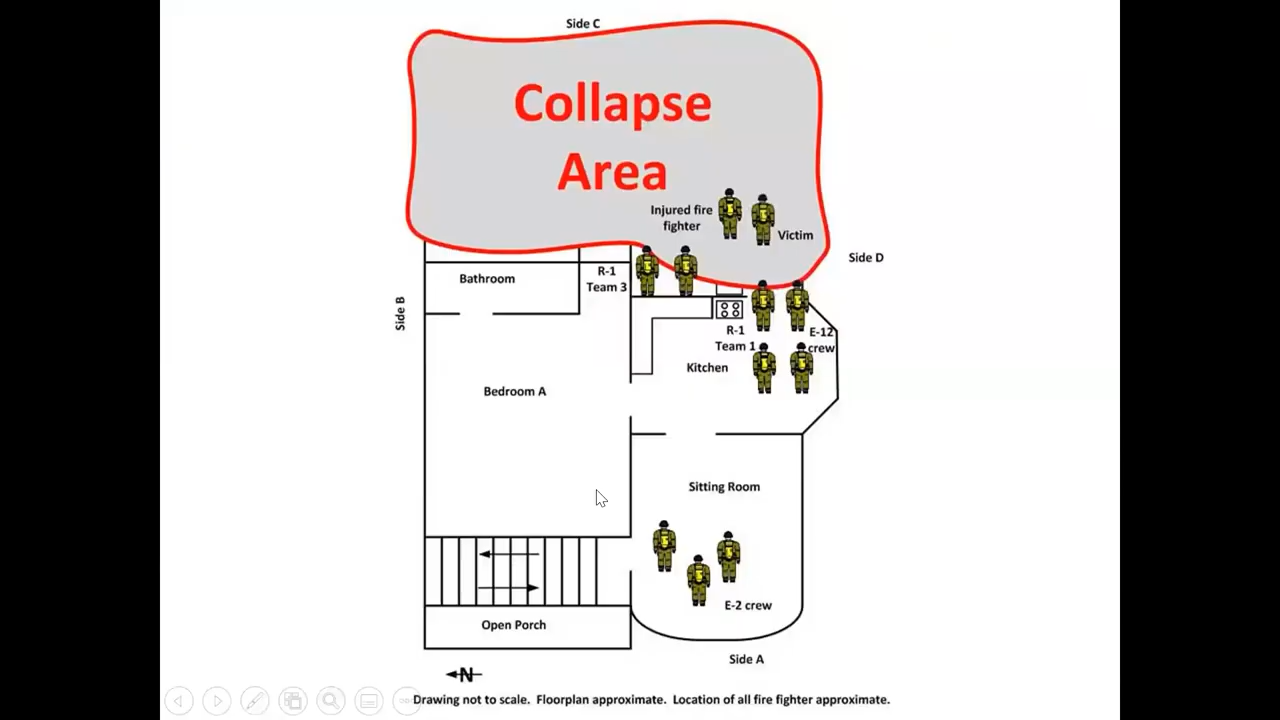 Side C
Collapse
Area
Injured fire
fighter
Victim
Side D
R-1
Team 3
Bathroom
Side B
R-1
Team 1
E-12
crew
Kitchen
Bedroom A
Sitting Room
E-2 crew
Open Porch
Side A
N
Drawing not to scale. Floorplan approximate. Location of all fire fighter approximate.